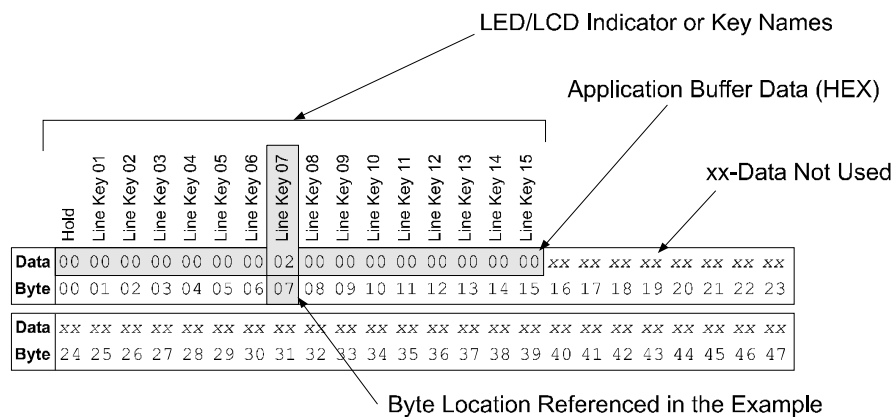 LED/LCD Indicator or Key Names
Application Buffer Data (HEX)
xx-Data Not Used
Hold
Line Key 01
Line Key 02
Line Key 03
Line Key 04
Line Key 05
Line Key 06
Line Key 07
Line Key 08
Line Key 09
Line Key 10
Line Key 11
Line Key 12
Line Key 13
Line Key 14
Line Key 15
Data 00 00 00 00 00 00 00 02 00 00 00 00 00 00 00 00 xx xx xx xx xx xx xx xx
Byte 00 01 02 03 04 05 06 07 08 09 10 11 12 13 14 15 16 17 18 19 20 21 22 23
Data xx xx xx xx xx xx xx xx xx xx xx xx xx xx xx xx xx xx xx xx xx xx xx xx
Byte 24 25 26 27 28 29 30 31 32 33 34 35 36 37 38 39 40 41 42 43 44 45 46 47
Byte Location Referenced in the Example